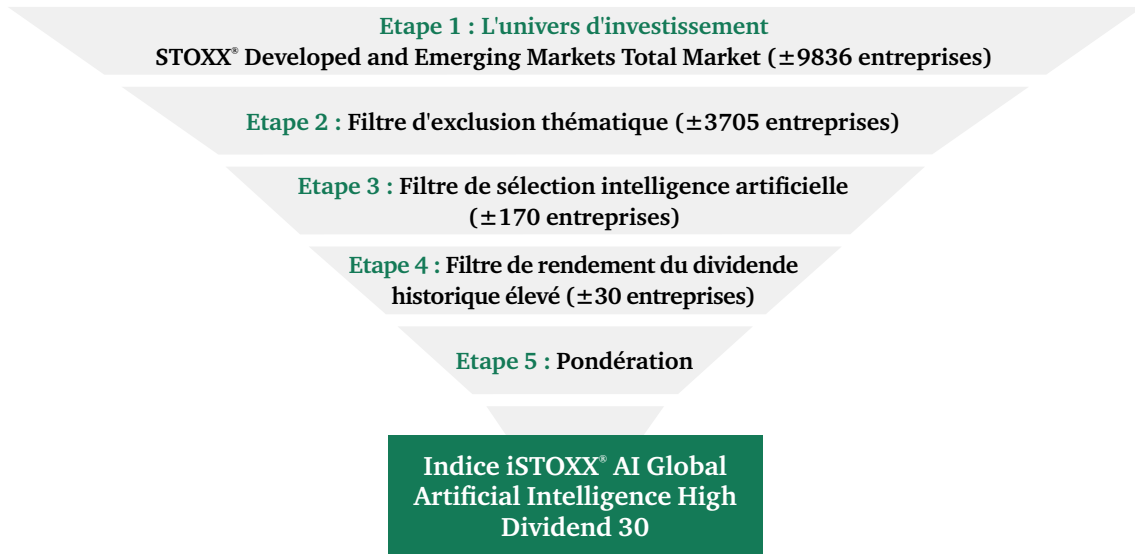 Etape 1 : L'univers d'investissement
STOXX® Developed and Emerging Markets Total Market (±9836 entreprises)
Etape 2 : Filtre d'exclusion thématique (±3705 entreprises)
Etape 3 : Filtre de sélection intelligence artificielle
(±170 entreprises)
Etape 4 : Filtre de rendement du dividende
historique élevé (±30 entreprises)
Etape 5 : Pondération
Indice iSTOXX® AI Global
Artificial Intelligence High
Dividend 30